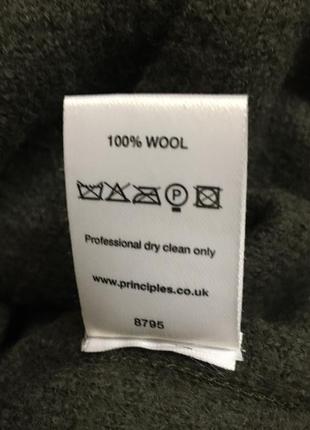 100% WOOL
P
Professional dry clean only
www.principles.co.uk
8795